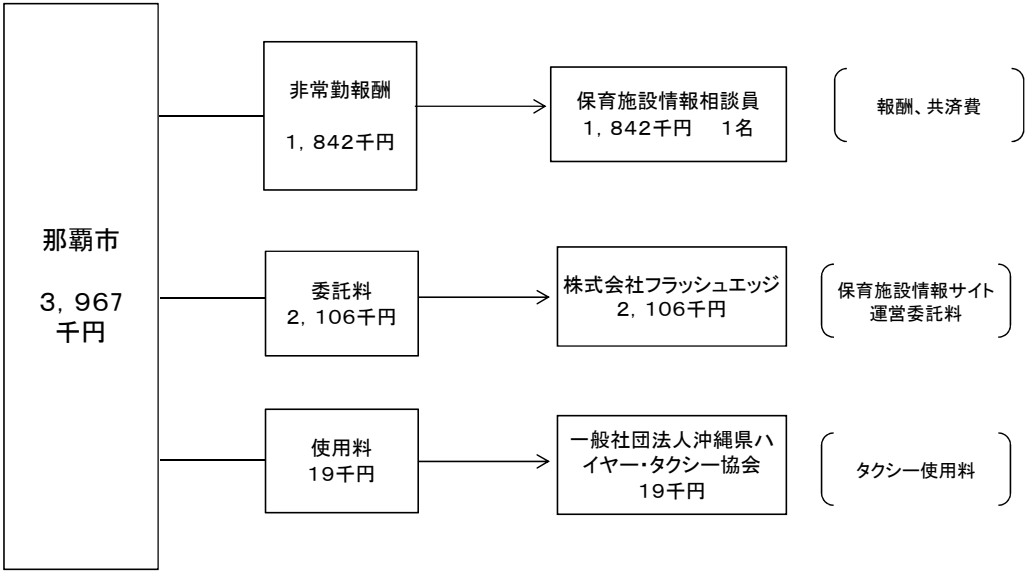 那覇市
3，967
千円
非常勤報酬
1，842千円
保育施設情報相談員
1，842千円　1名
報酬、共済費
委託料
2，106千円
株式会社フラッシュエッジ
2，106千円
保育施設情報サイト
運営委託料
使用料
19千円
一般社団法人沖縄県ハ
イヤー・タクシー協会
19千円
タクシー使用料